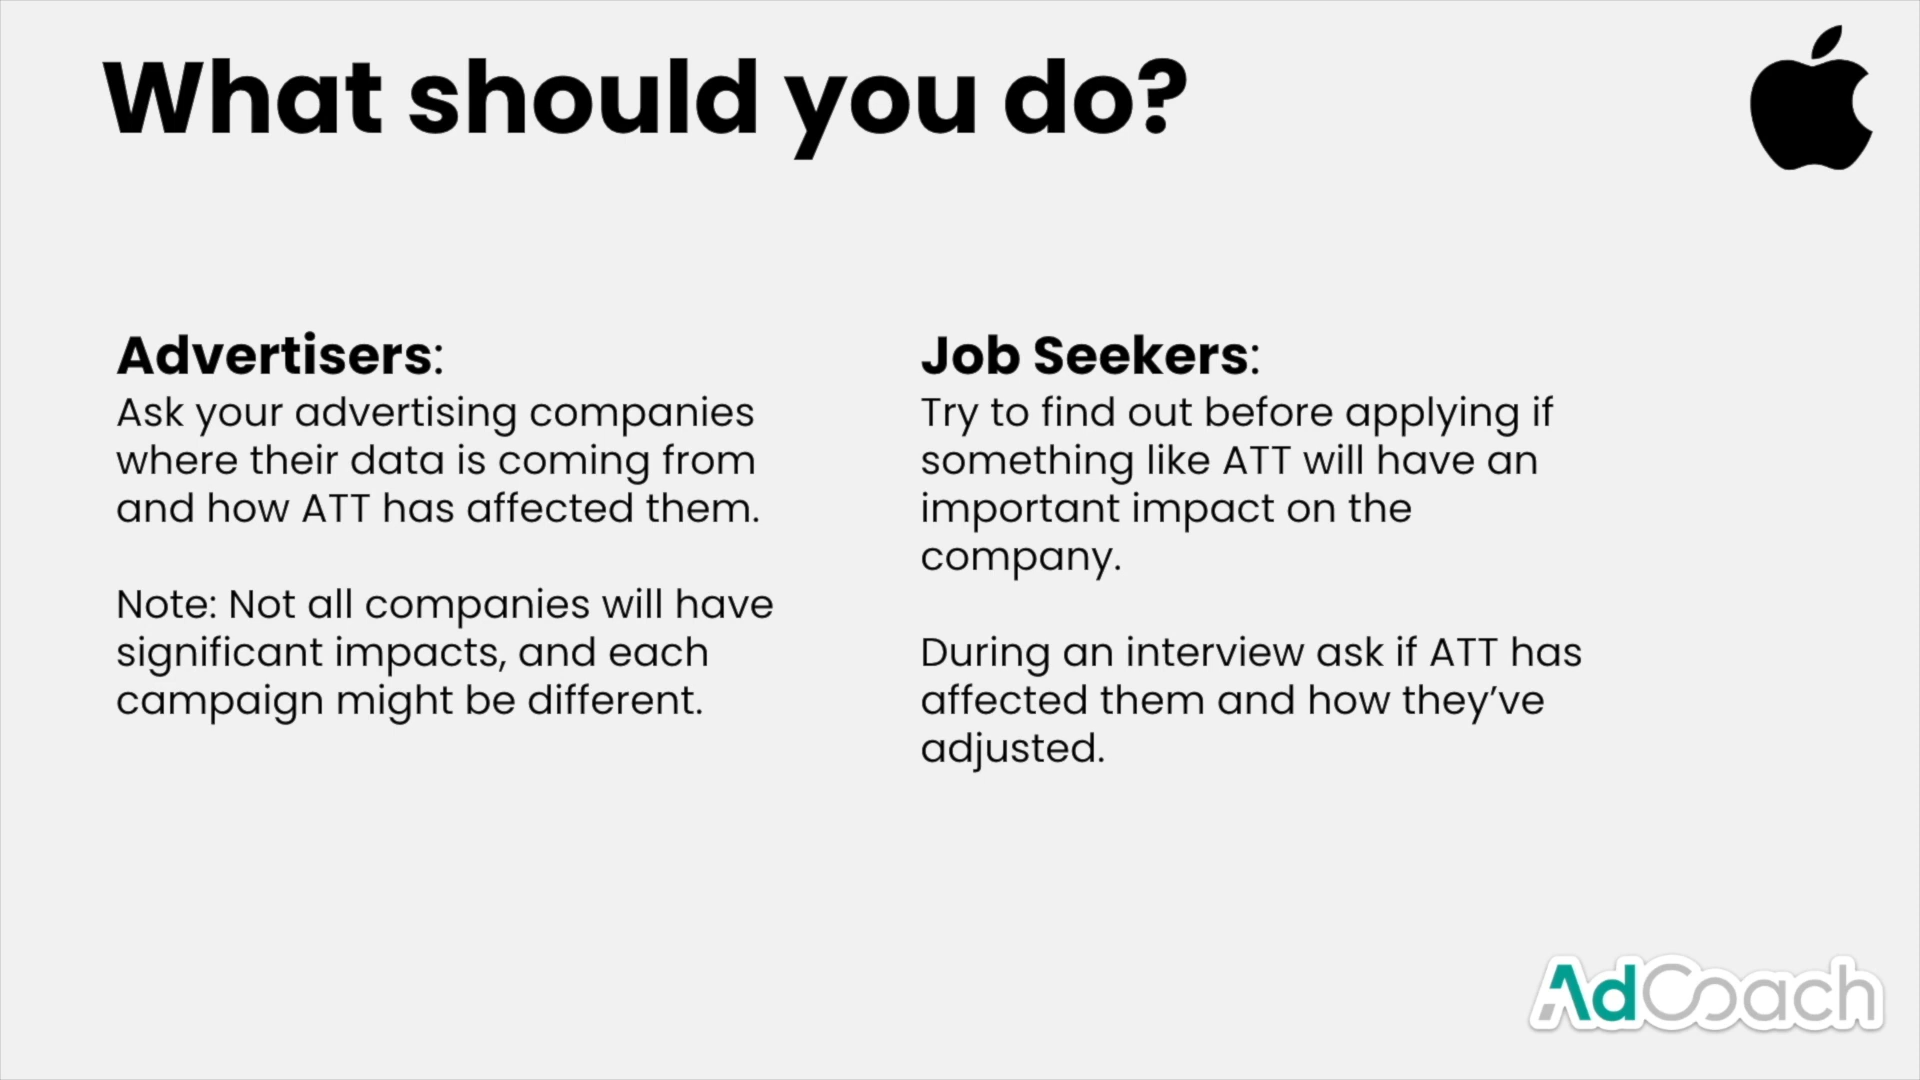 What should you do?
Advertisers:
Ask your advertising companies
where their data is coming from
and how ATT has affected them.
Note: Not all companies will have
significant impacts, and each
campaign might be different.
Job Seekers:
Try to find out before applying if
something like ATT will have an
important impact on the
company.
During an interview ask if ATT has
affected them and how they’ve
adjusted.
AdCoach